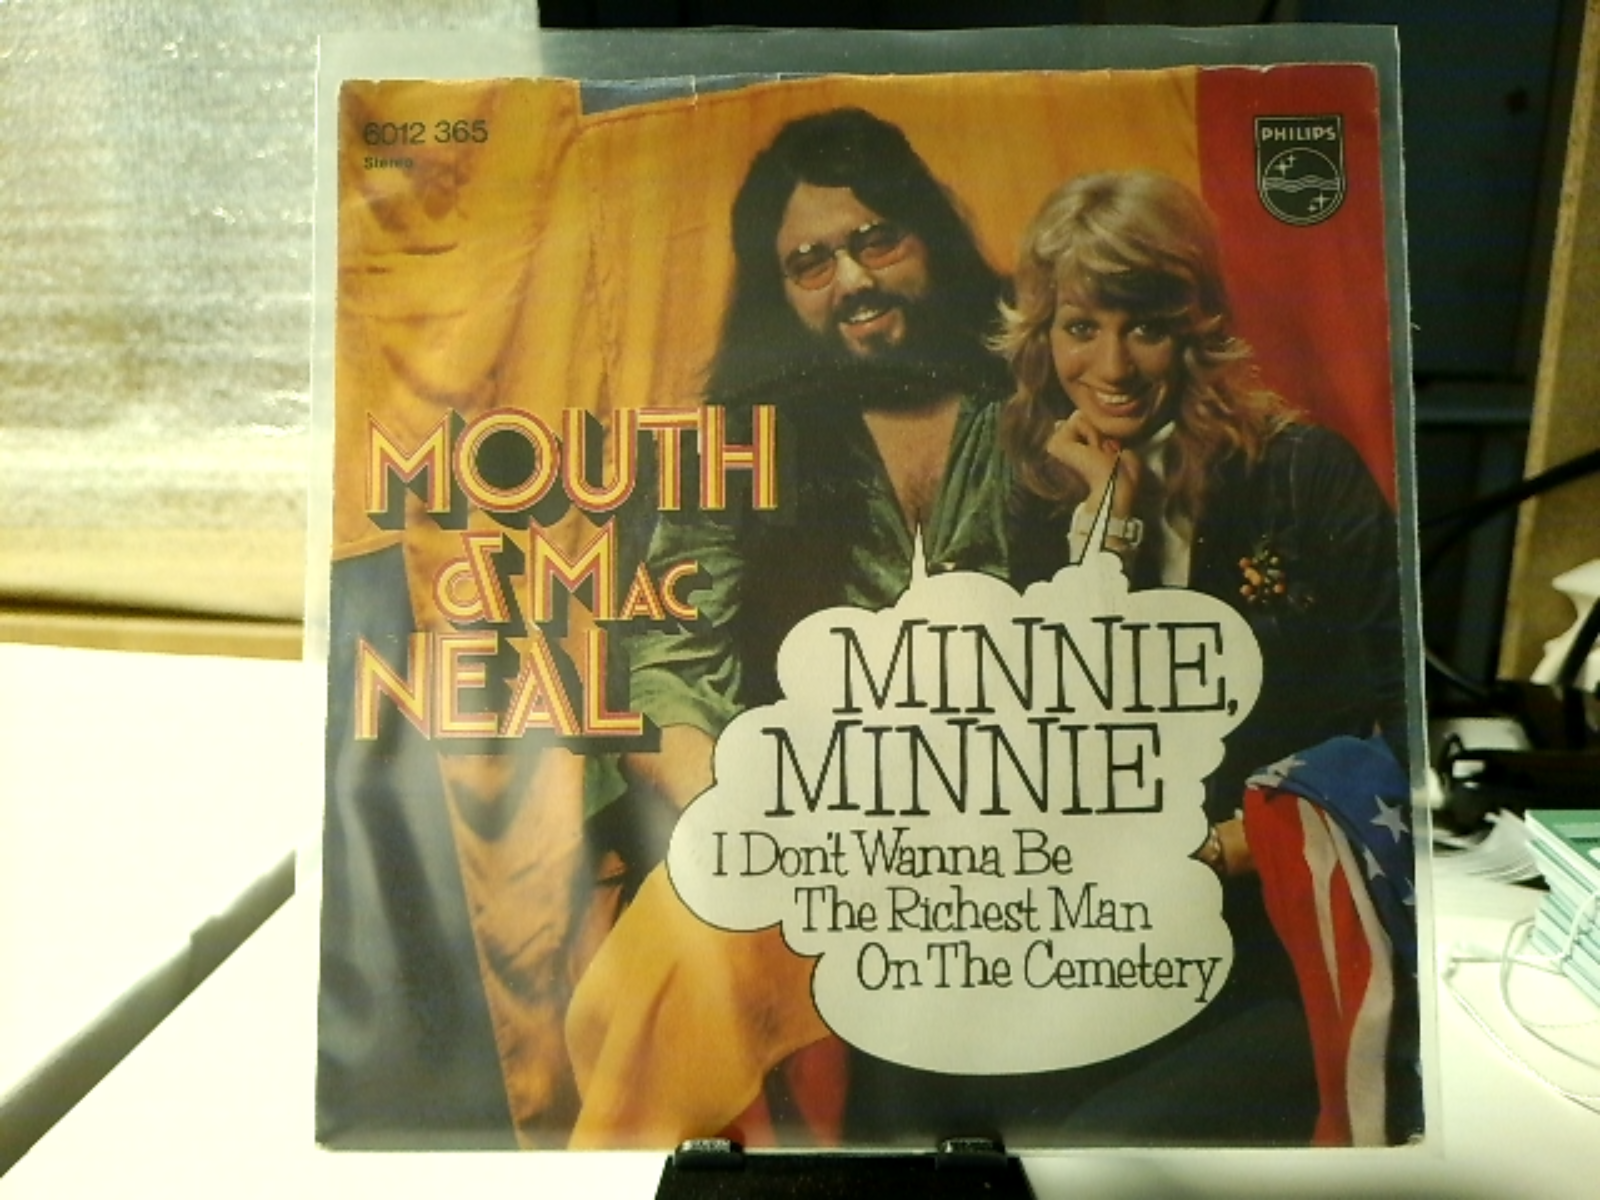 6012 365
Stereo
PHILIPS
MOUTH
& MAC
NEAL
MINNIE,
MINNIE
I Don't Wanna Be
The Richest Man
On The Cemetery